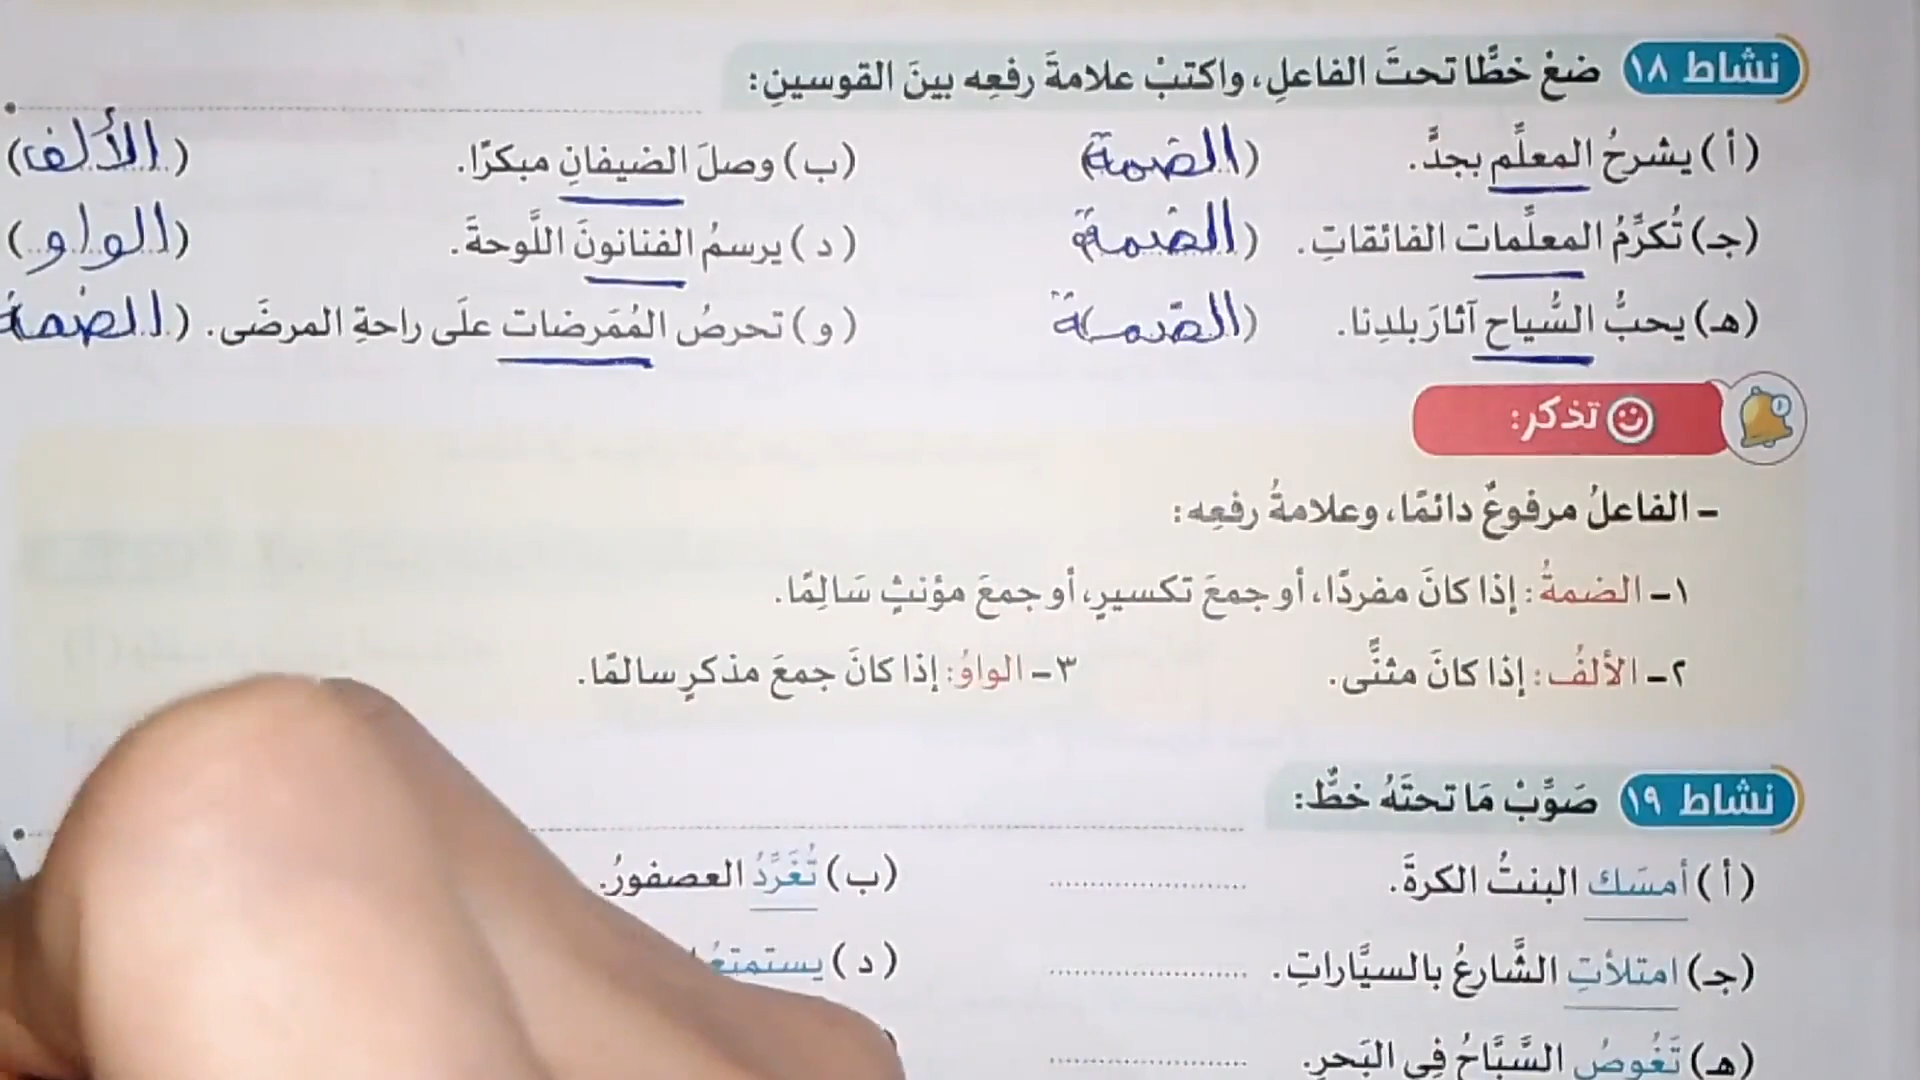 نشاط ١٨ ضعْ خطًّا تحتَ الفاعلِ، واكتبْ علامةَ رفعِه بينَ القوسينِ:
(أ) يشرحُ المعلِّم بجدٍّ. (الضمة) (ب) وصلَ الضيفانِ مبكرًا. (الألف)
(جـ) تُكرَّمُ المعلِّمات الفائقاتِ. (الضمة) (د) يرسمُ الفنانونَ اللَّوحةَ. (الواو)
(هـ) يحبُّ السُّياح آثارَ بلدِنا. (الضمة) (و) تحرصُ المُمَرضات علَى راحةِ المرضَى. (الضمة
تذكر:
- الفاعلُ مرفوعٌ دائمًا، وعلامةُ رفعِه:
١- الضمةُ: إذا كانَ مفردًا، أو جمعَ تكسيرٍ، أو جمعَ مؤنثٍ سَالِمًا.
٢- الألفُ: إذا كانَ مثنًّى. ٣- الواوُ: إذا كانَ جمعَ مذكرٍ سالمًا.
نشاط ١٩ صَوِّبْ مَا تحتَهُ خطٌّ:
(أ) أمسَك البنتُ الكرةَ. (ب) تُغَرِّدُ العصفورُ.
(جـ) امتلأتِ الشَّارعُ بالسيَّاراتِ. (د) يستمتعُ
(هـ) تَغُوصُ السَّبَّاحُ فِي البَحرِ.